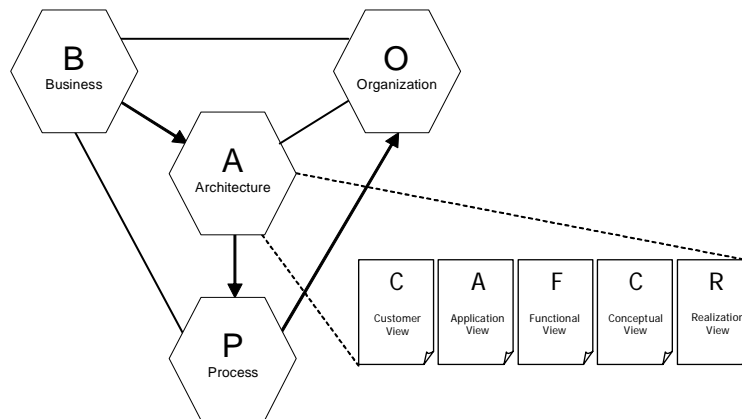 B
Business
O
Organization
A
Architecture
P
Process
C
Customer
View
A
Application
View
F
Functional
View
C
Conceptual
View
R
Realization
View